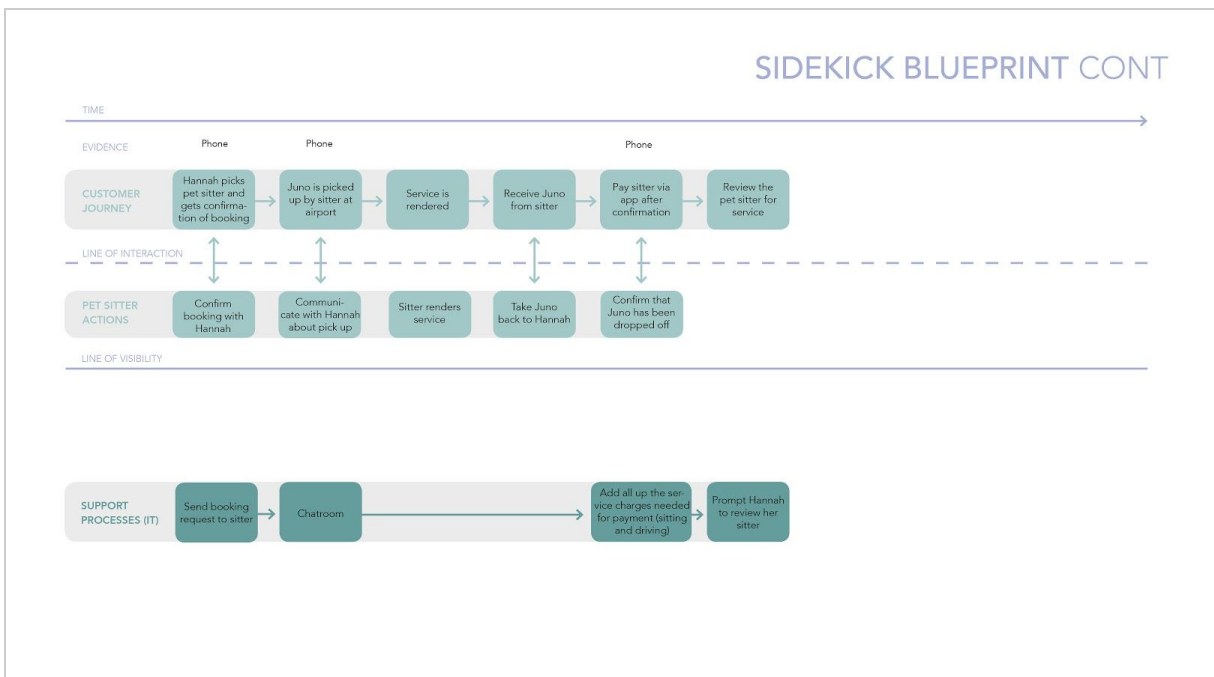 SIDEKICK BLUEPRINT CONT
TIME
EVIDENCE
Phone
Phone
Phone
CUSTOMER
JOURNEY
Hannah picks
pet sitter and
gets confirma-
tion of booking
Juno is picked
up by sitter at
airport
Service is
rendered
Receive Juno
from sitter
Pay sitter via
app after
confirmation
Review the
pet sitter for
service
LINE OF INTERACTION
PET SITTER
ACTIONS
Confirm
booking with
Hannah
Communi-
cate with Hannah
about pick up
Sitter renders
service
Take Juno
back to Hannah
Confirm that
Juno has been
dropped off
LINE OF VISIBILITY
SUPPORT
PROCESSES (IT)
Send booking
request to sitter
Chatroom
Add all up the ser-
vice charges needed
for payment (sitting
and driving)
Prompt Hannah
to review her
sitter